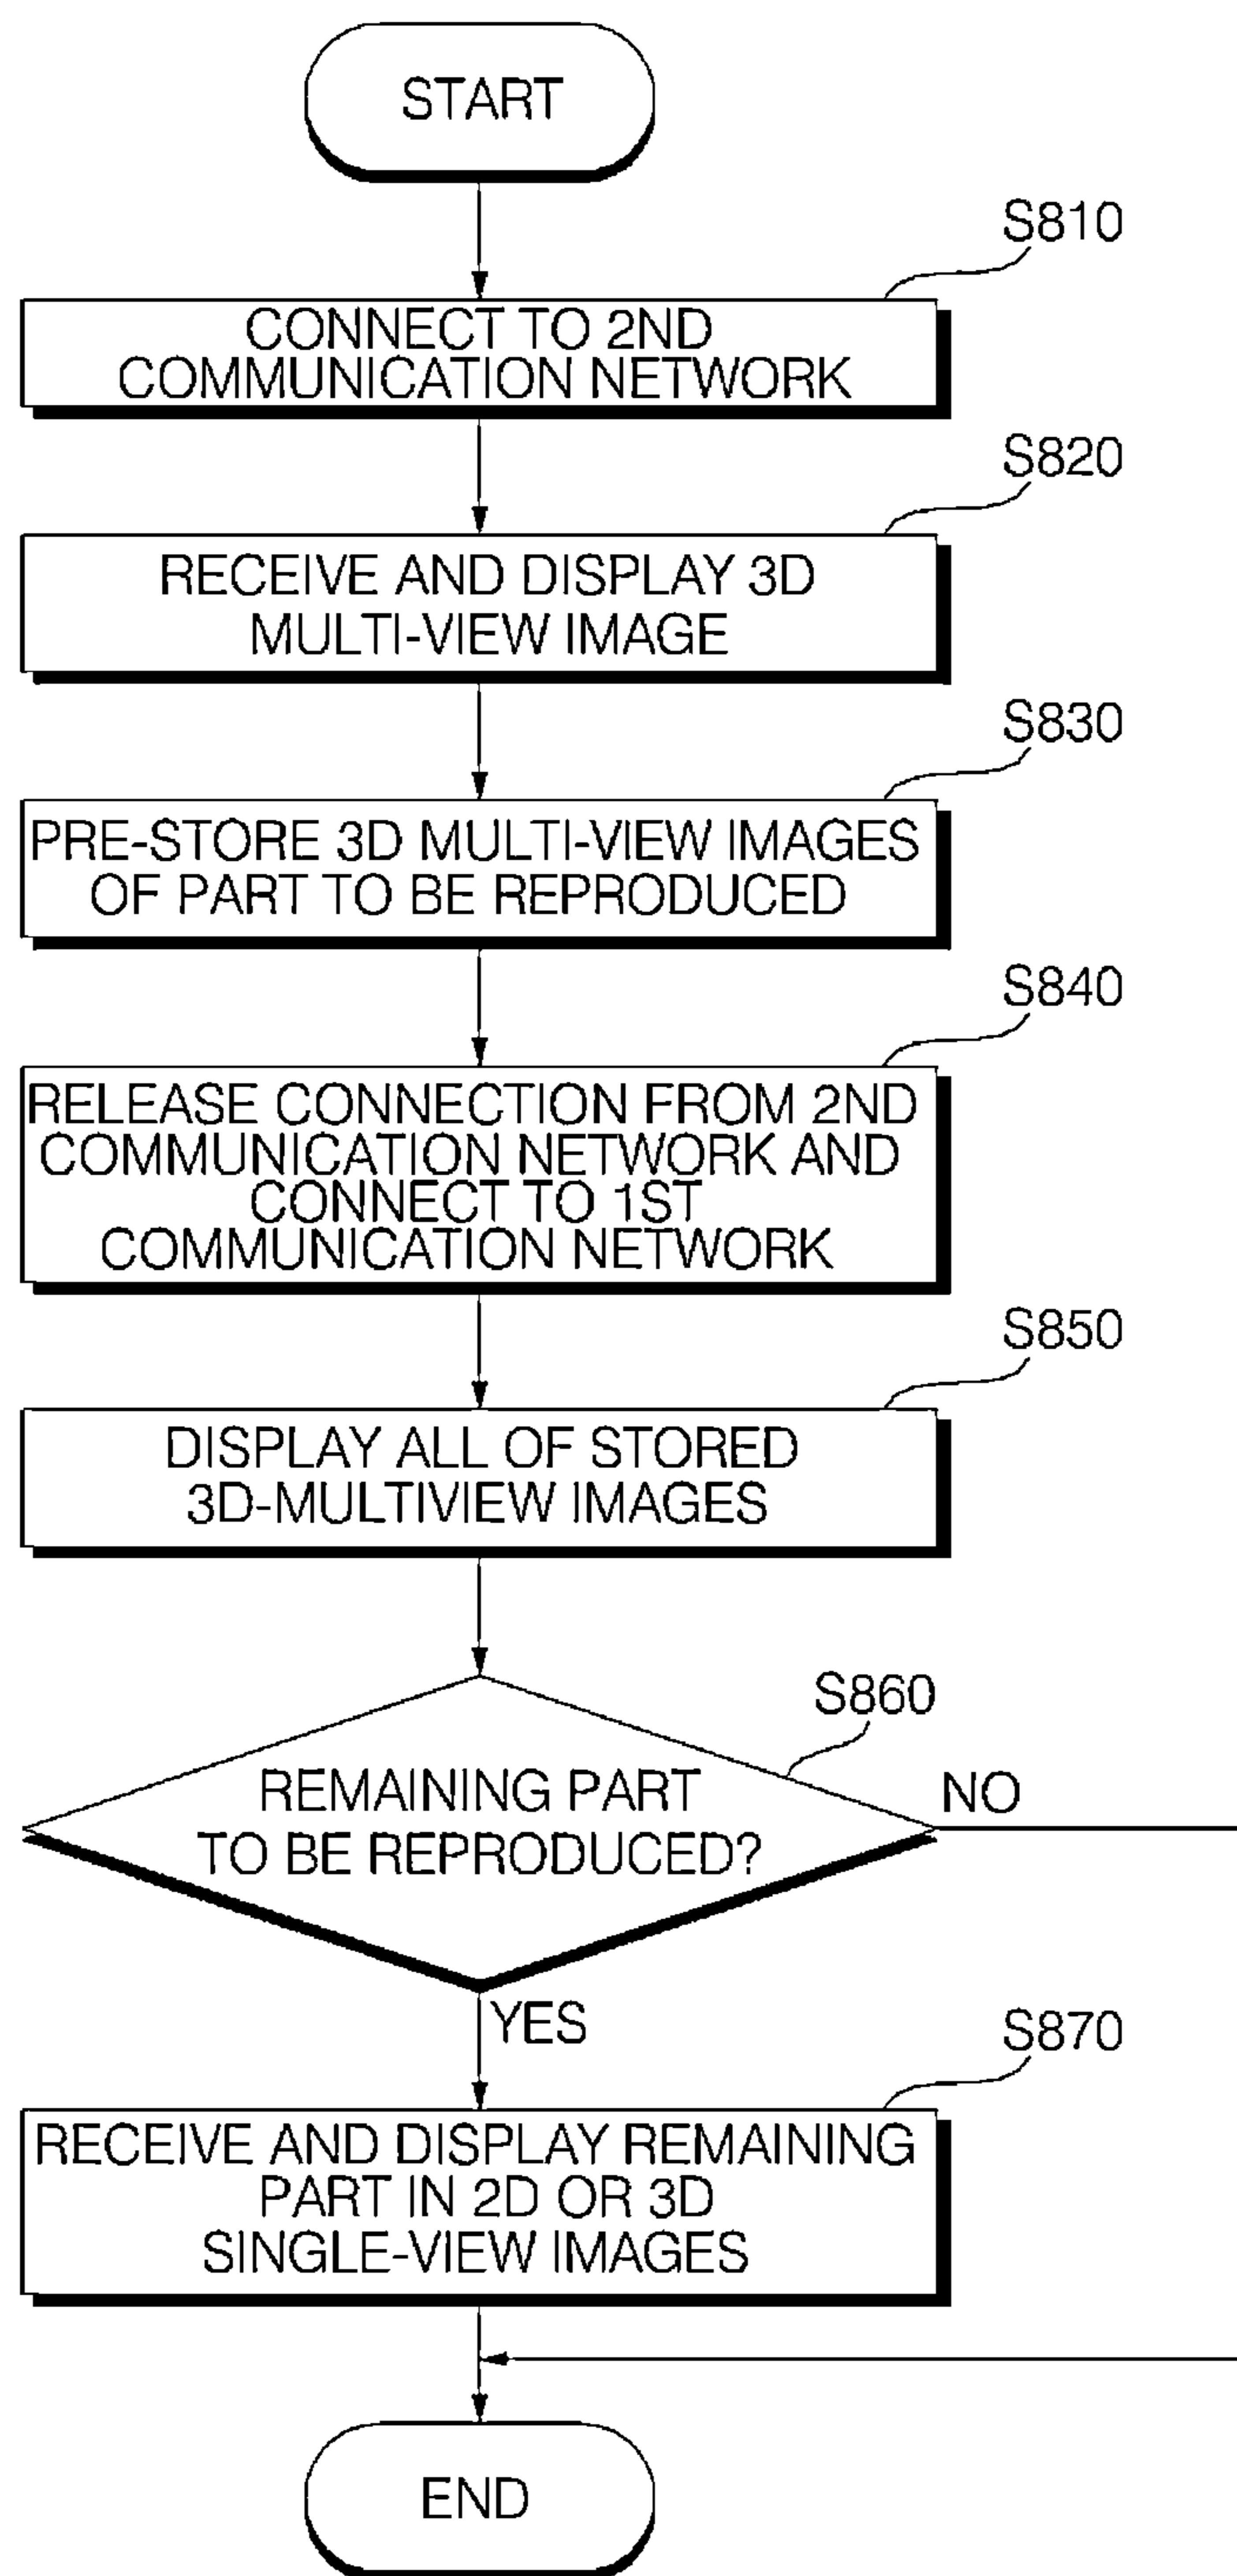 START
S810
CONNECT TO 2ND
COMMUNICATION NETWORK
S820
RECEIVE AND DISPLAY 3D
MULTI-VIEW IMAGE
S830
PRE-STORE 3D MULTI-VIEW IMAGES
OF PART TO BE REPRODUCED
S840
RELEASE CONNECTION FROM 2ND
COMMUNICATION NETWORK AND
CONNECT TO 1ST
COMMUNICATION NETWORK
S850
DISPLAY ALL OF STORED
3D-MULTIVIEW IMAGES
S860
REMAINING PART
TO BE REPRODUCED?
NO
YES
S870
RECEIVE AND DISPLAY REMAINING
PART IN 2D OR 3D
SINGLE-VIEW IMAGES
END